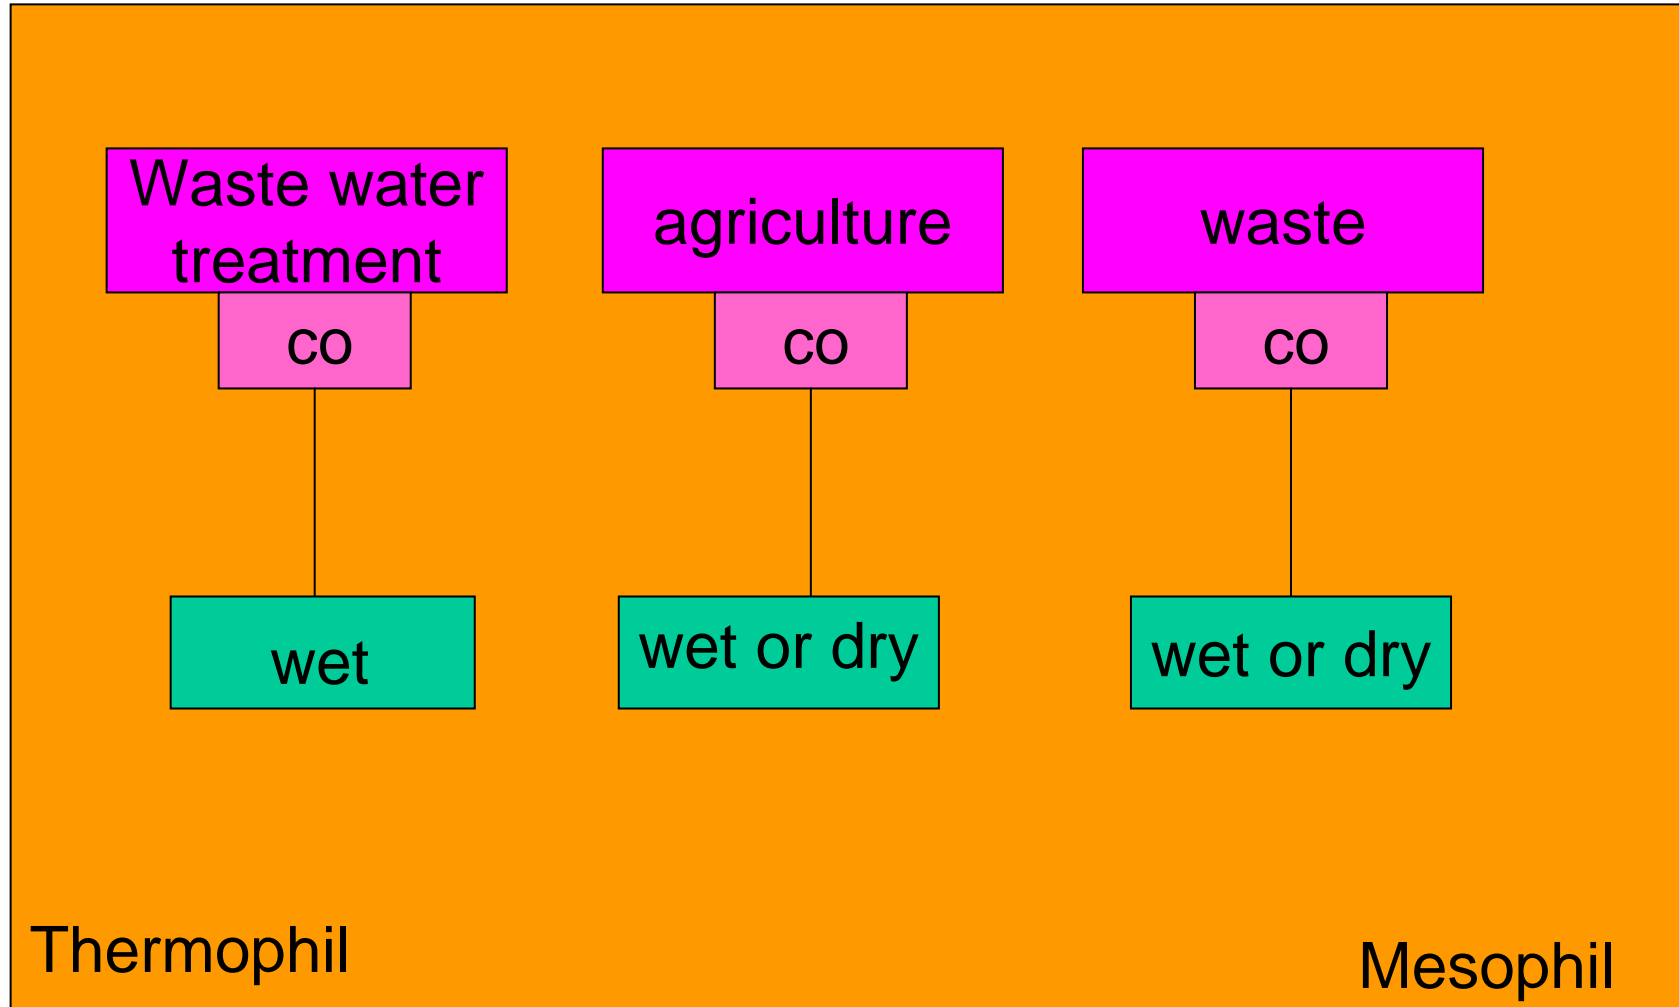 Waste water
treatment
agriculture
waste
co
co
co
wet
wet or dry
wet or dry
Thermophil
Mesophil